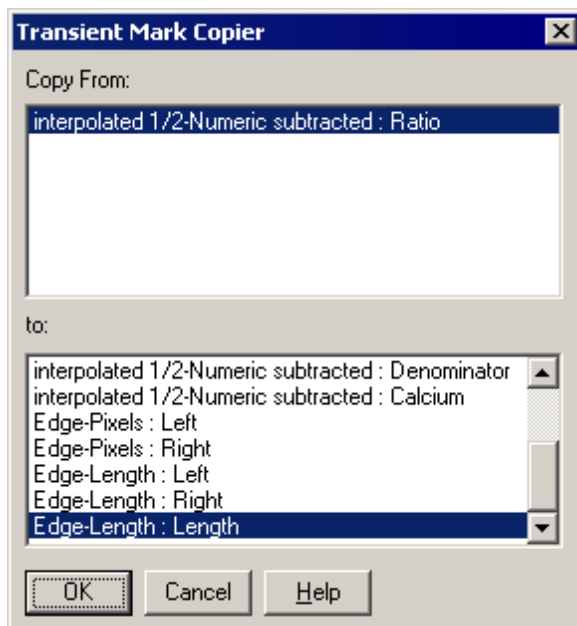 Transient Mark Copier
Copy From:
interpolated 1/2-Numeric subtracted : Ratio
to:
interpolated 1/2-Numeric subtracted : Denominator
interpolated 1/2-Numeric subtracted : Calcium
Edge-Pixels : Left
Edge-Pixels : Right
Edge-Length : Left
Edge-Length : Right
Edge-Length : Length
OK Cancel Help